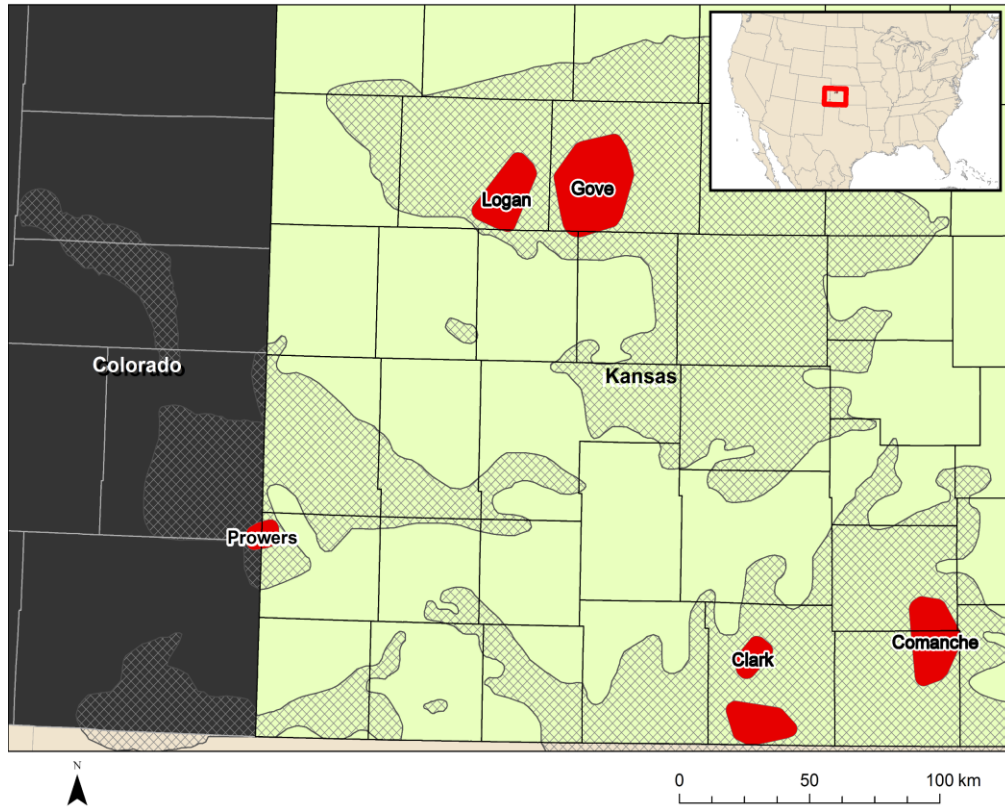 Logan
Gove
Colorado
Kansas
Prowers
Clark
Comanche
N
0 50 100 km